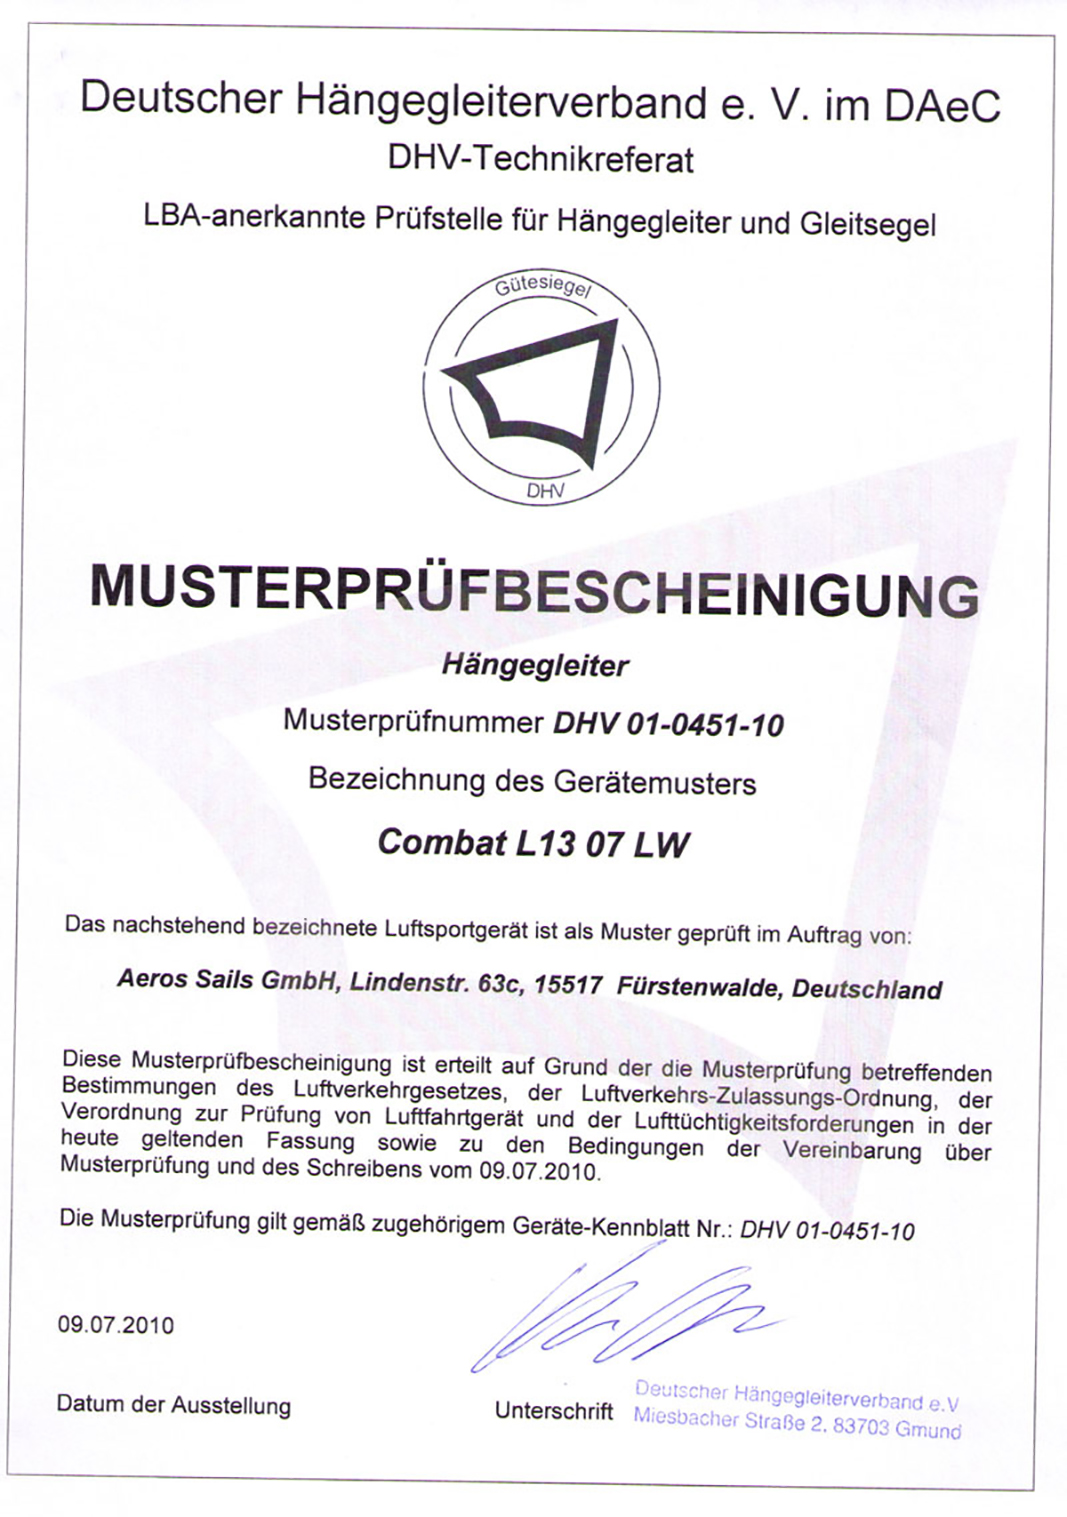 Deutscher Hängegleiterverband e. V. im DAeC
DHV-Technikreferat
LBA-anerkannte Prüfstelle für Hängegleiter und Gleitsegel
Gütesiegel
DHV
MUSTERPRÜFBESCHEINIGUNG
Hängegleiter
Musterprüfnummer DHV 01-0451-10
Bezeichnung des Gerätemusters
Combat L13 07 LW
Das nachstehend bezeichnete Luftsportgerät ist als Muster geprüft im Auftrag von:
Aeros Sails GmbH, Lindenstr. 63c, 15517 Fürstenwalde, Deutschland
Diese Musterprüfbescheinigung ist erteilt auf Grund der die Musterprüfung betreffenden
Bestimmungen des Luftverkehrgesetzes, der Luftverkehrs-Zulassungs-Ordnung, der
Verordnung zur Prüfung von Luftfahrtgerät und der Lufttüchtigkeitsforderungen in der
heute geltenden Fassung sowie zu den Bedingungen der Vereinbarung über
Musterprüfung und des Schreibens vom 09.07.2010.
Die Musterprüfung gilt gemäß zugehörigem Geräte-Kennblatt Nr.: DHV 01-0451-10
09.07.2010
Datum der Ausstellung
Unterschrift
Deutscher Hängegleiterverband e.V
Miesbacher Straße 2, 83703 Gmund